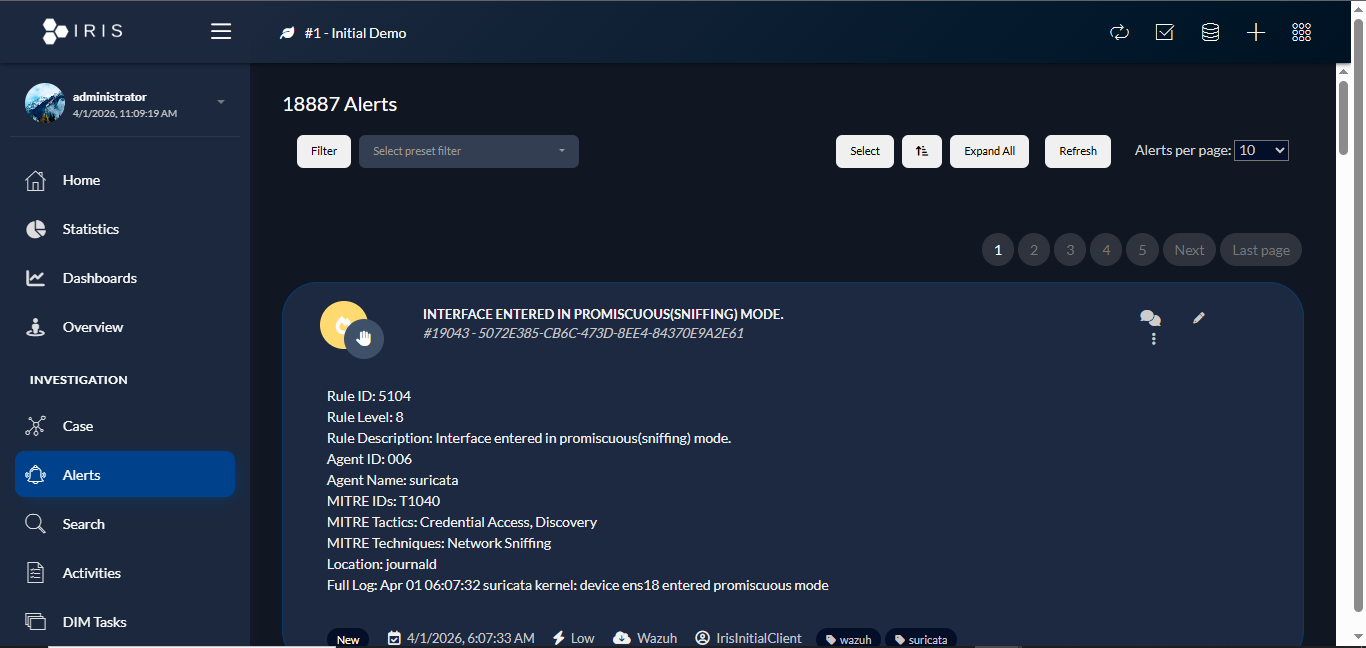 IRIS
#1 - Initial Demo
administrator
4/1/2026, 11:09:19 AM
Home
Statistics
Dashboards
Overview
INVESTIGATION
Case
Alerts
Search
Activities
DIM Tasks
18887 Alerts
Filter
Select preset filter
Select
Expand All
Refresh
Alerts per page: 10
1 2 3 4 5 Next Last page
INTERFACE ENTERED IN PROMISCUOUS(SNIFFING) MODE.
#19043 - 5072E385-CB6C-473D-8EE4-84370E9A2E61
Rule ID: 5104
Rule Level: 8
Rule Description: Interface entered in promiscuous(sniffing) mode.
Agent ID: 006
Agent Name: suricata
MITRE IDs: T1040
MITRE Tactics: Credential Access, Discovery
MITRE Techniques: Network Sniffing
Location: journald
Full Log: Apr 01 06:07:32 suricata kernel: device ens18 entered promiscuous mode
New 4/1/2026, 6:07:33 AM Low Wazuh IrisInitialClient wazuh suricata